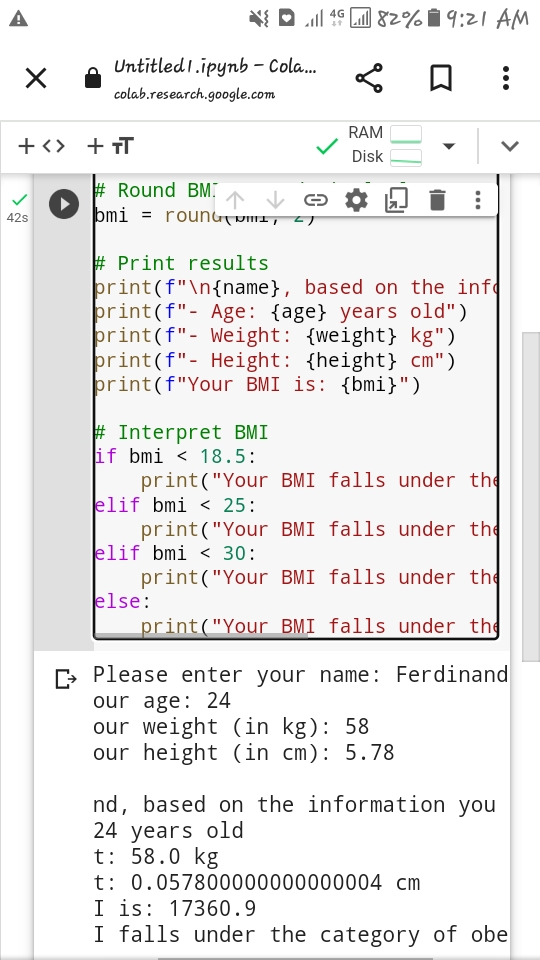 4G 82% 9:21 AM
Untitled1.ipynb – Cola...
colab.research.google.com
+ <> + TT RAM
Disk
42s
# Round BMI
bmi = round(bmi, 2)
# Print results
print(f"\n{name}, based on the info
print(f"- Age: {age} years old")
print(f"- Weight: {weight} kg")
print(f"- Height: {height} cm")
print(f"Your BMI is: {bmi}")
# Interpret BMI
if bmi < 18.5:
print("Your BMI falls under the
elif bmi < 25:
print("Your BMI falls under the
elif bmi < 30:
print("Your BMI falls under the
else:
print("Your BMI falls under the
Please enter your name: Ferdinand
our age: 24
our weight (in kg): 58
our height (in cm): 5.78
nd, based on the information you
24 years old
t: 58.0 kg
t: 0.057800000000000004 cm
I is: 17360.9
I falls under the category of obe